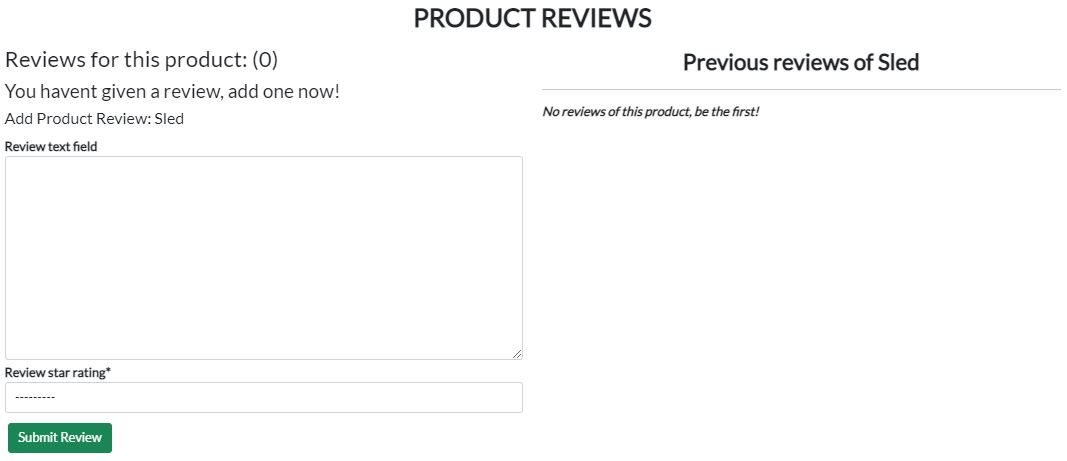 PRODUCT REVIEWS
Reviews for this product: (0)
You havent given a review, add one now!
Add Product Review: Sled
Review text field
Review star rating*
---------
Submit Review
Previous reviews of Sled
No reviews of this product, be the first!